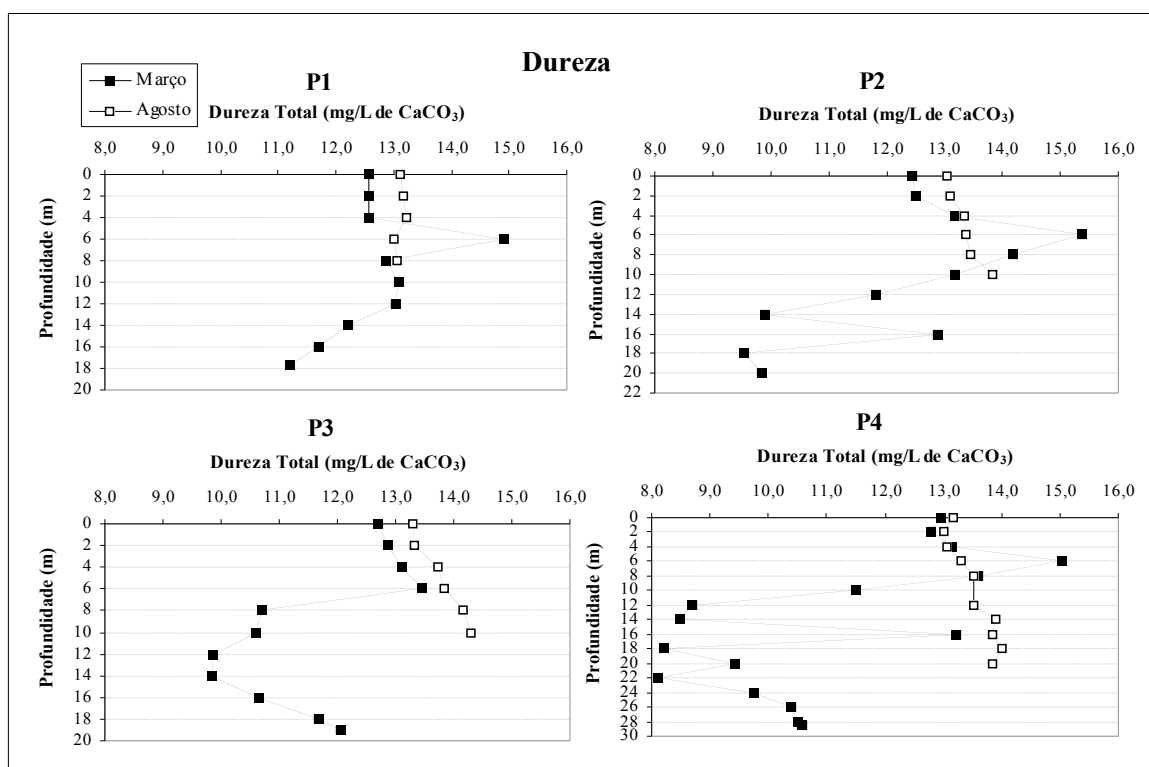 Dureza
Março
Agosto
P1
Dureza Total (mg/L de CaCO₃)
8,0 9,0 10,0 11,0 12,0 13,0 14,0 15,0 16,0
Profundidade (m)
0
2
4
6
8
10
12
14
16
18
20
P2
Dureza Total (mg/L de CaCO₃)
8,0 9,0 10,0 11,0 12,0 13,0 14,0 15,0 16,0
Profundidade (m)
0
2
4
6
8
10
12
14
16
18
20
22
P3
Dureza Total (mg/L de CaCO₃)
8,0 9,0 10,0 11,0 12,0 13,0 14,0 15,0 16,0
Profundidade (m)
0
2
4
6
8
10
12
14
16
18
20
P4
Dureza Total (mg/L de CaCO₃)
8,0 9,0 10,0 11,0 12,0 13,0 14,0 15,0 16,0
Profundidade (m)
0
2
4
6
8
10
12
14
16
18
20
22
24
26
28
30